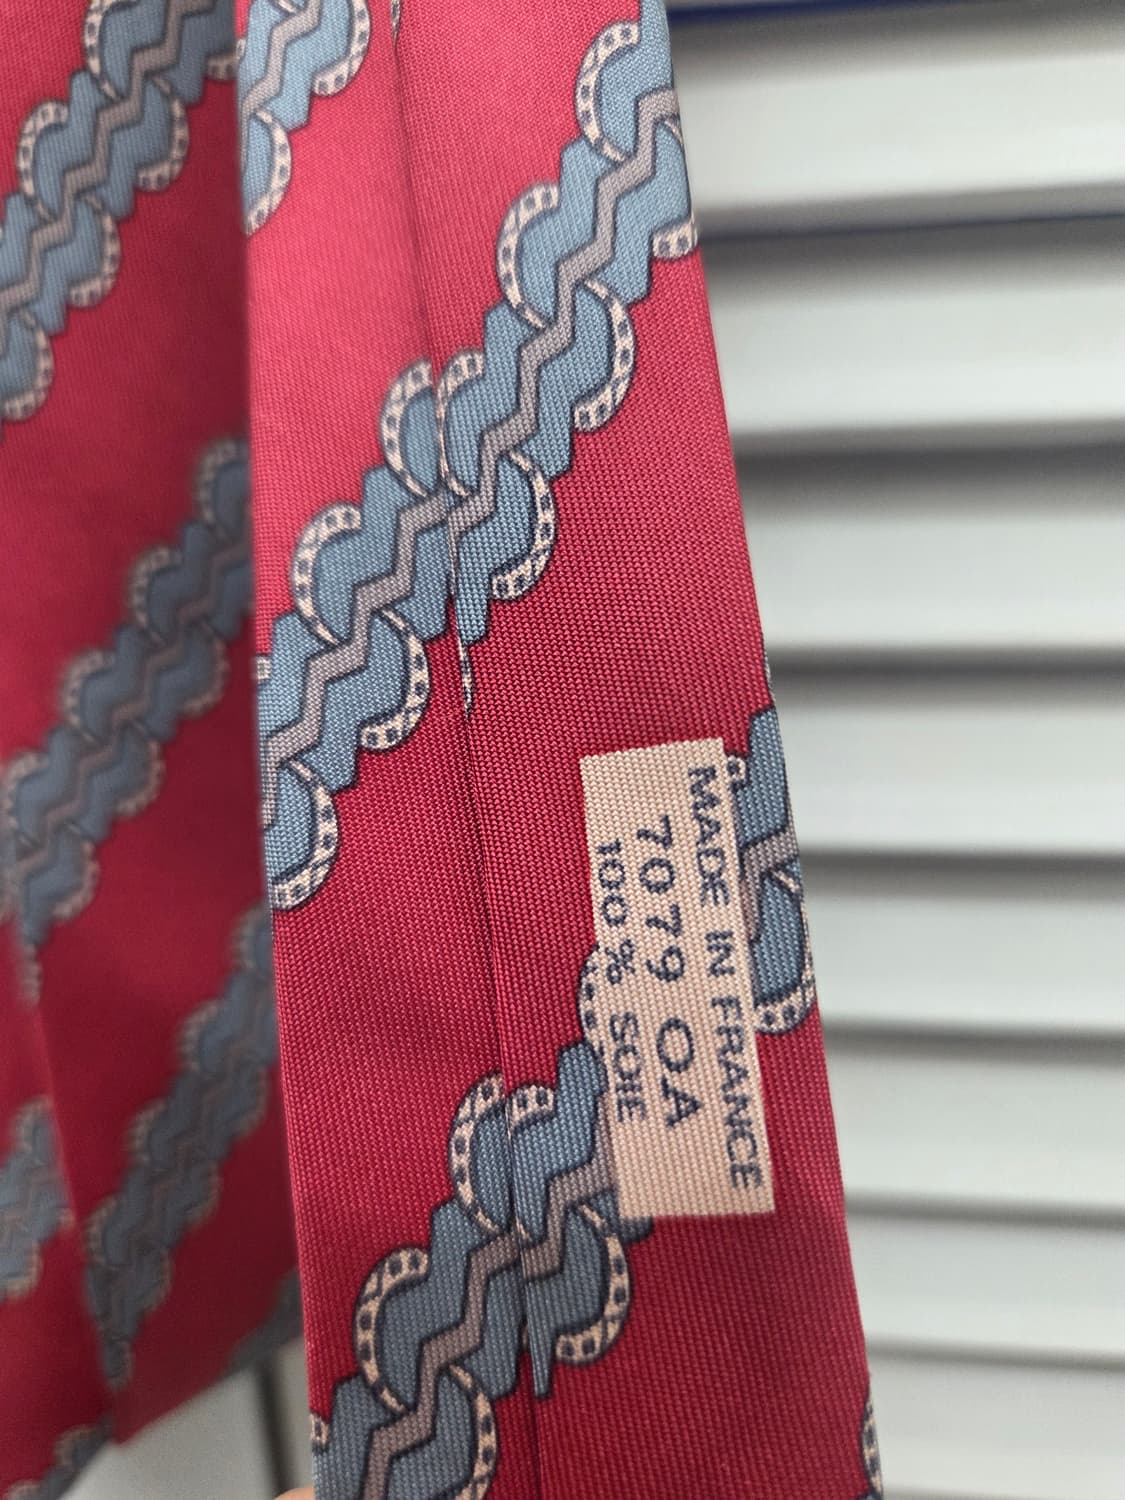 MADE IN FRANCE
7079 OA
100 % SOIE